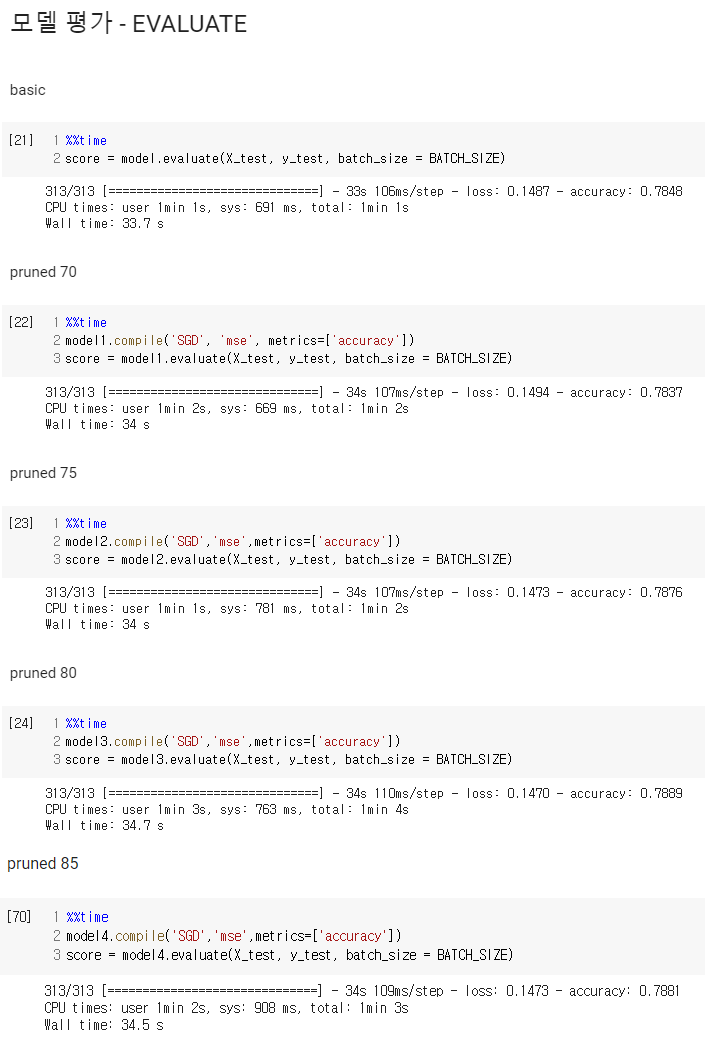 모델 평가 - EVALUATE
basic
[21] 1 %%time
2 score = model.evaluate(X_test, y_test, batch_size = BATCH_SIZE)
313/313 [==============================] - 33s 106ms/step - loss: 0.1487 - accuracy: 0.7848
CPU times: user 1min 1s, sys: 691 ms, total: 1min 1s
Wall time: 33.7 s
pruned 70
[22] 1 %%time
2 model1.compile('SGD', 'mse', metrics=['accuracy'])
3 score = model1.evaluate(X_test, y_test, batch_size = BATCH_SIZE)
313/313 [==============================] - 34s 107ms/step - loss: 0.1494 - accuracy: 0.7837
CPU times: user 1min 2s, sys: 669 ms, total: 1min 2s
Wall time: 34 s
pruned 75
[23] 1 %%time
2 model2.compile('SGD','mse',metrics=['accuracy'])
3 score = model2.evaluate(X_test, y_test, batch_size = BATCH_SIZE)
313/313 [==============================] - 34s 107ms/step - loss: 0.1473 - accuracy: 0.7876
CPU times: user 1min 1s, sys: 781 ms, total: 1min 2s
Wall time: 34 s
pruned 80
[24] 1 %%time
2 model3.compile('SGD','mse',metrics=['accuracy'])
3 score = model3.evaluate(X_test, y_test, batch_size = BATCH_SIZE)
313/313 [==============================] - 34s 110ms/step - loss: 0.1470 - accuracy: 0.7889
CPU times: user 1min 3s, sys: 763 ms, total: 1min 4s
Wall time: 34.7 s
pruned 85
[70] 1 %%time
2 model4.compile('SGD','mse',metrics=['accuracy'])
3 score = model4.evaluate(X_test, y_test, batch_size = BATCH_SIZE)
313/313 [==============================] - 34s 109ms/step - loss: 0.1473 - accuracy: 0.7881
CPU times: user 1min 2s, sys: 908 ms, total: 1min 3s
Wall time: 34.5 s